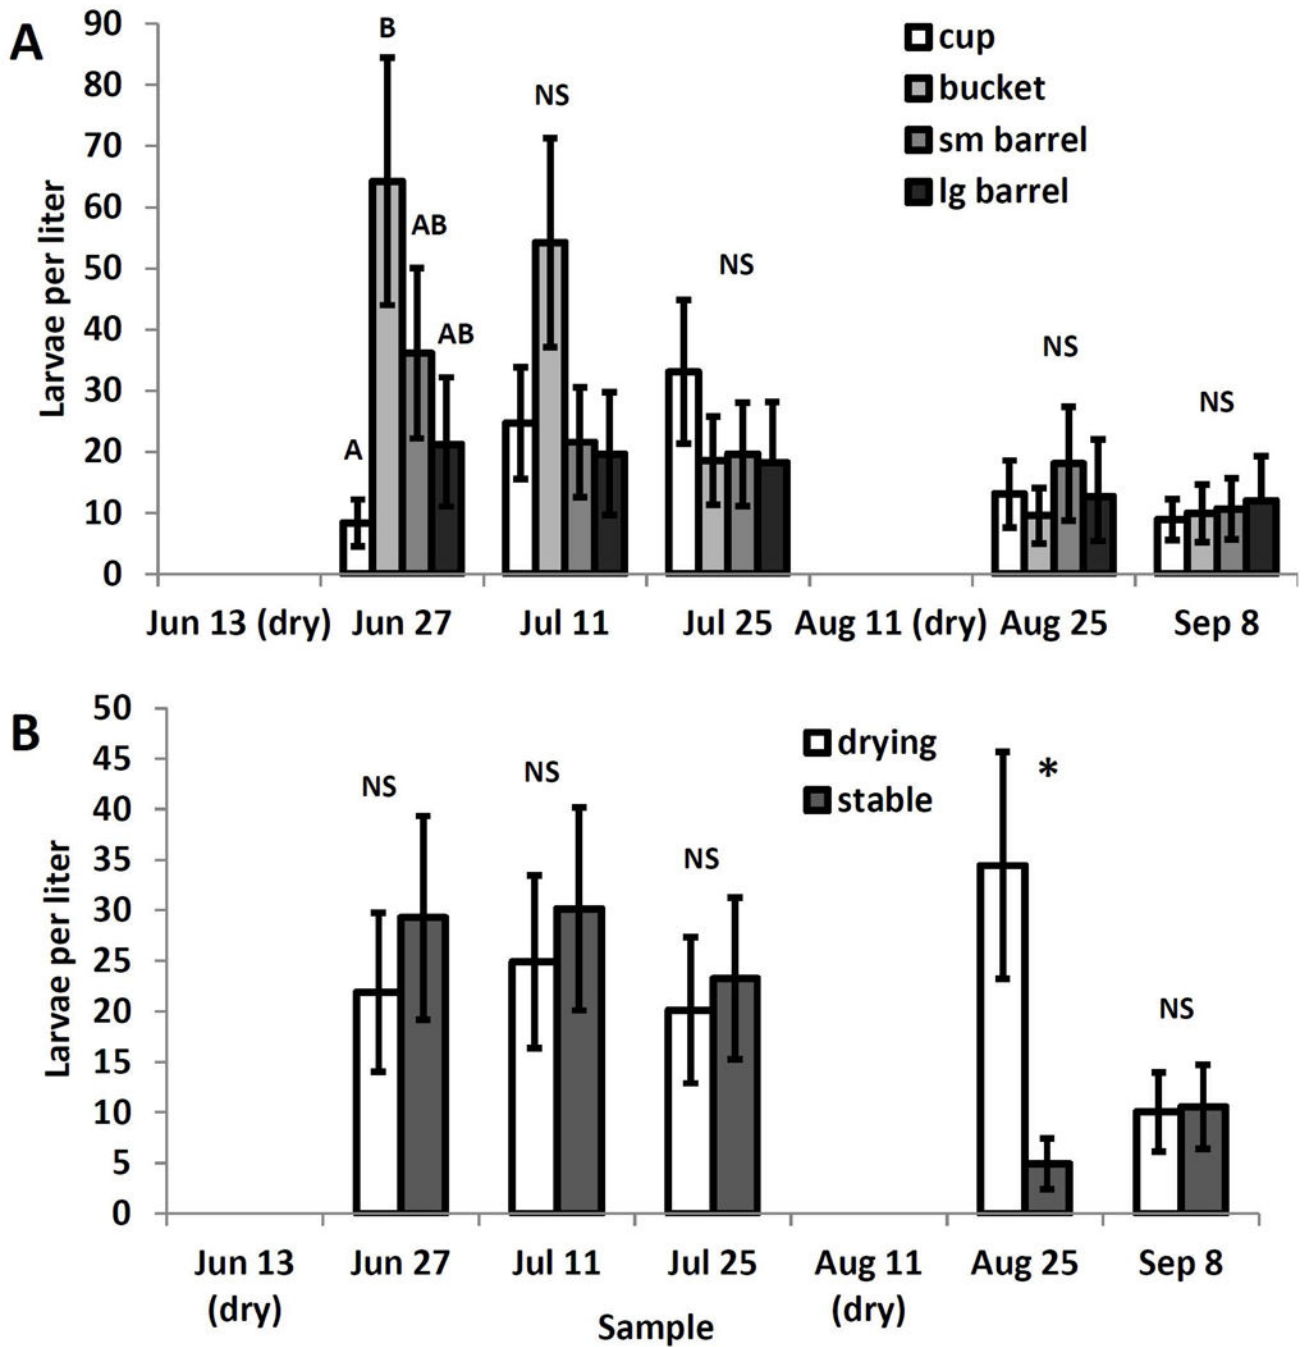 A
90
80
70
60
50
40
30
20
10
0
Larvae per liter
B
NS
AB
AB
A
NS
NS
NS
cup
bucket
sm barrel
lg barrel
Jun 13 (dry) Jun 27 Jul 11 Jul 25 Aug 11 (dry) Aug 25 Sep 8
B
50
45
40
35
30
25
20
15
10
5
0
Larvae per liter
NS
NS
NS
*
NS
drying
stable
Jun 13 Jun 27 Jul 11 Jul 25 Aug 11 Aug 25 Sep 8
(dry) (dry)
Sample